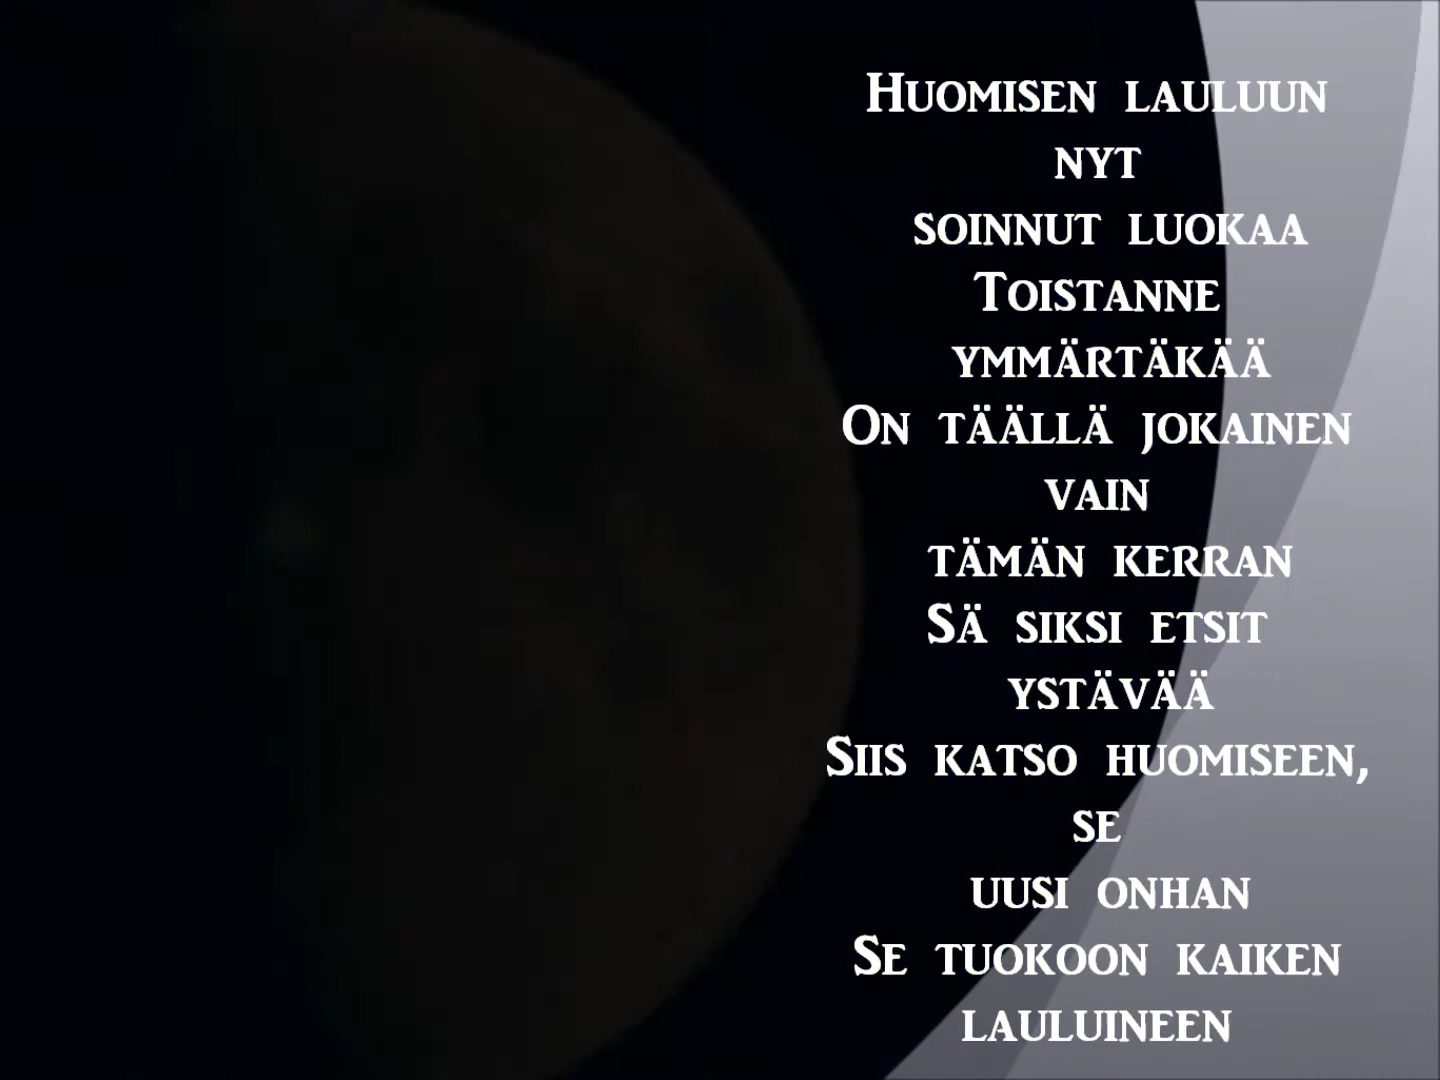 Huomisen lauluun
nyt
soinnut luokaa
Toistanne
ymmärtäkää
On täällä jokainen
vain
tämän kerran
Sä siksi etsit
ystävää
Siis katso huomiseen,
se
uusi onhan
Se tuokoon kaiken
lauluineen